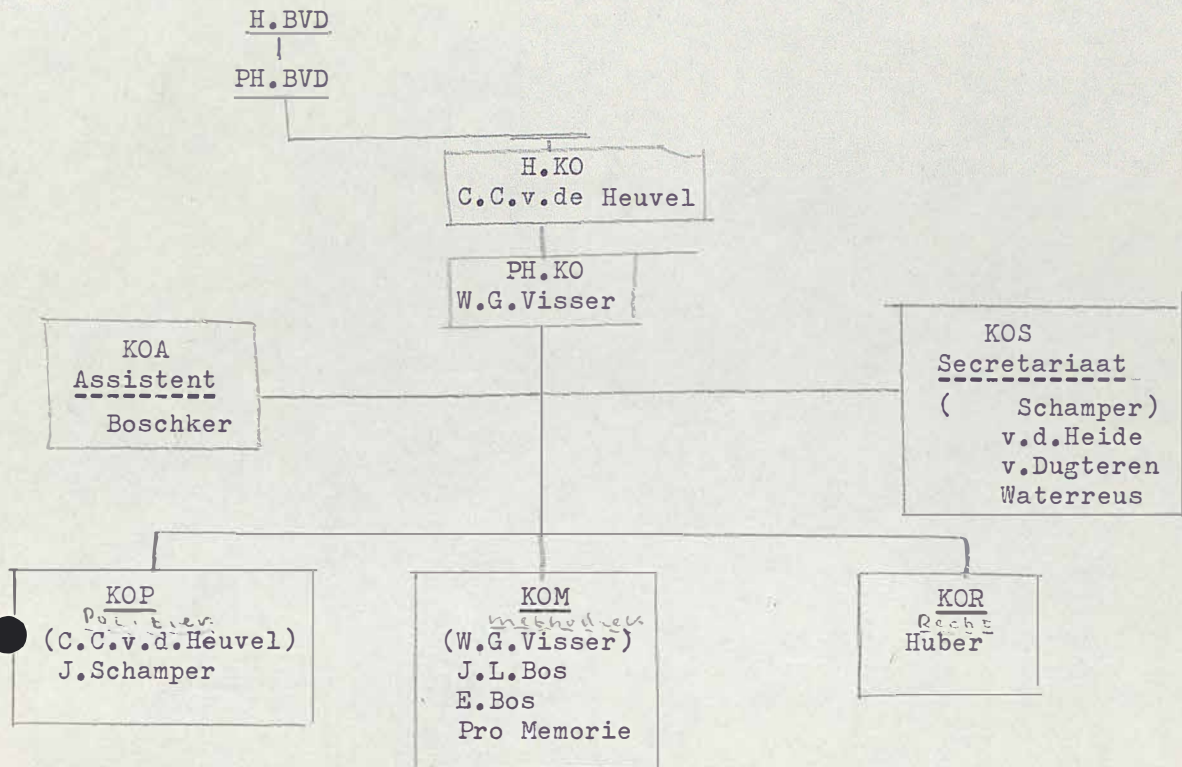 H.BVD
PH.BVD
H.KO
C.C.v.de Heuvel
PH.KO
W.G.Visser
KOA
Assistent
Boschker
KOS
Secretariaat
( Schamper)
v.d.Heide
v.Dugteren
Waterreus
KOP
(C.C.v.d.Heuvel)
J.Schamper
KOM
(W.G.Visser)
J.L.Bos
E.Bos
Pro Memorie
KOR
Recht
Huber